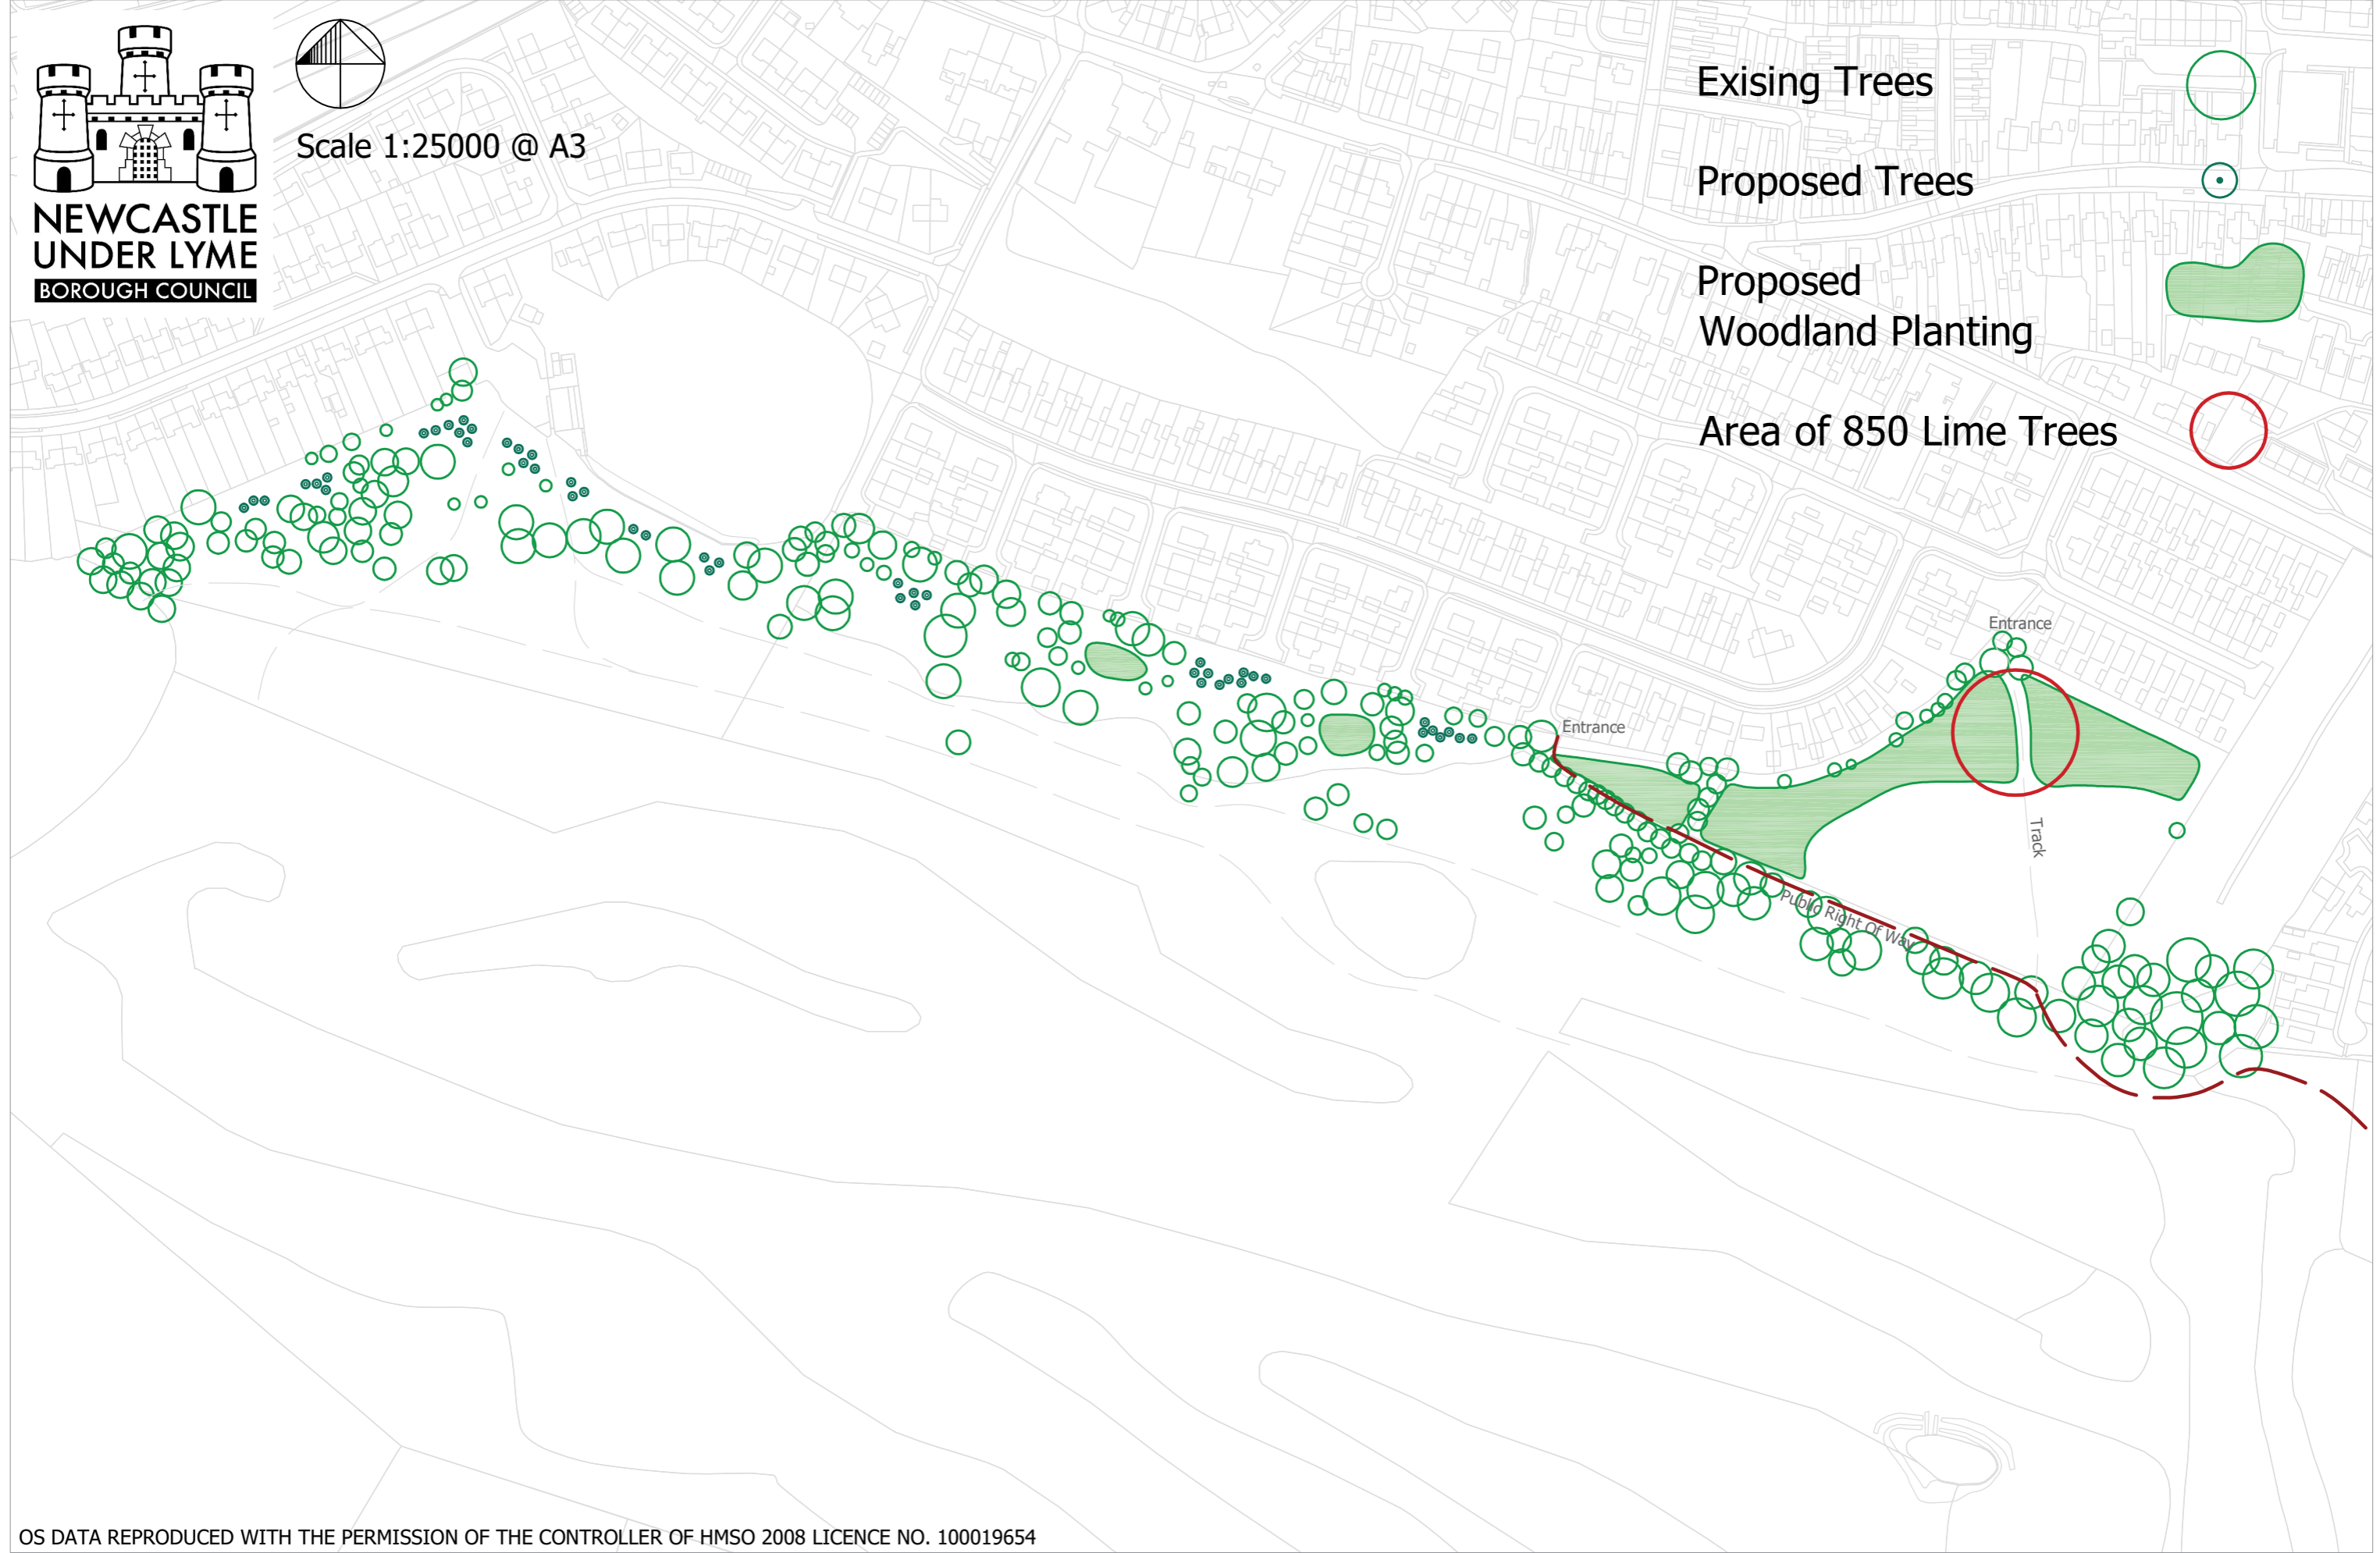 NEWCASTLE
UNDER LYME
BOROUGH COUNCIL
Scale 1:25000 @ A3
Exising Trees
Proposed Trees
Proposed
Woodland Planting
Area of 850 Lime Trees
Entrance
Entrance
Track
Public Right Of Way
OS DATA REPRODUCED WITH THE PERMISSION OF THE CONTROLLER OF HMSO 2008 LICENCE NO. 100019654